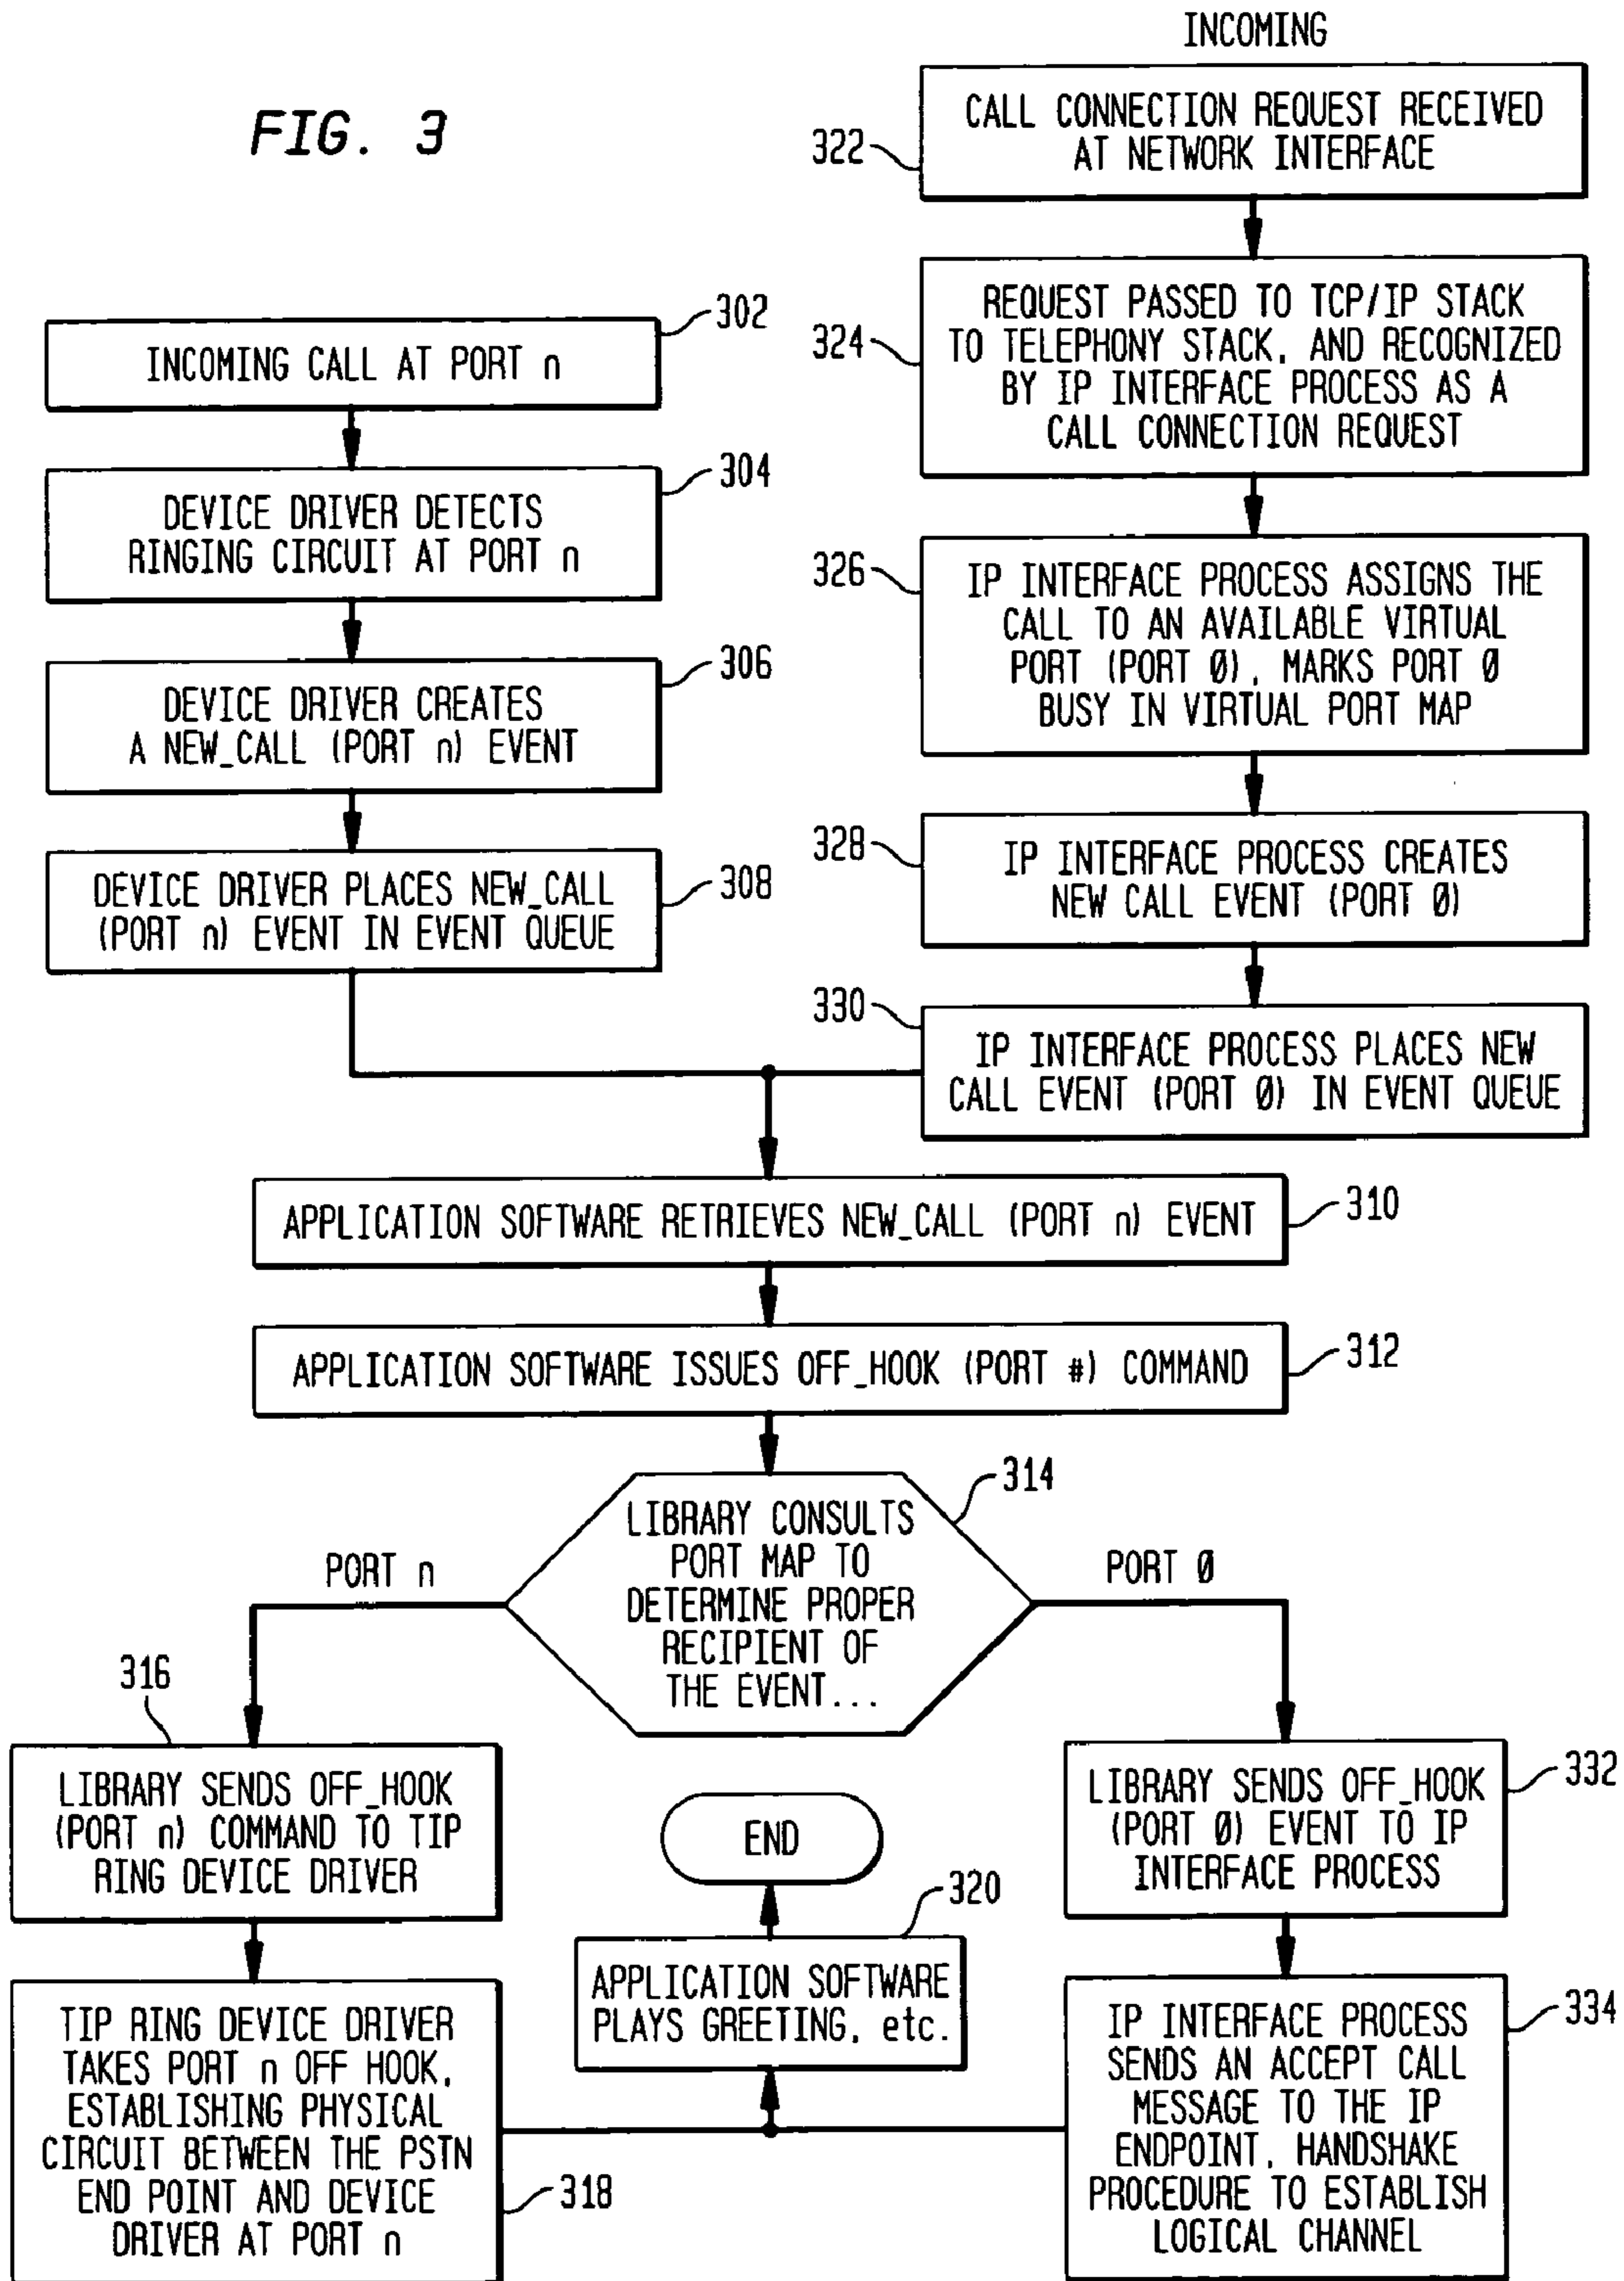 FIG. 3
INCOMING
322
CALL CONNECTION REQUEST RECEIVED
AT NETWORK INTERFACE
324
REQUEST PASSED TO TCP/IP STACK
TO TELEPHONY STACK, AND RECOGNIZED
BY IP INTERFACE PROCESS AS A
CALL CONNECTION REQUEST
302
INCOMING CALL AT PORT n
304
DEVICE DRIVER DETECTS
RINGING CIRCUIT AT PORT n
326
IP INTERFACE PROCESS ASSIGNS THE
CALL TO AN AVAILABLE VIRTUAL
PORT (PORT Ø), MARKS PORT Ø
BUSY IN VIRTUAL PORT MAP
306
DEVICE DRIVER CREATES
A NEW_CALL (PORT n) EVENT
328
IP INTERFACE PROCESS CREATES
NEW CALL EVENT (PORT Ø)
308
DEVICE DRIVER PLACES NEW_CALL
(PORT n) EVENT IN EVENT QUEUE
330
IP INTERFACE PROCESS PLACES NEW
CALL EVENT (PORT Ø) IN EVENT QUEUE
310
APPLICATION SOFTWARE RETRIEVES NEW_CALL (PORT n) EVENT
312
APPLICATION SOFTWARE ISSUES OFF_HOOK (PORT #) COMMAND
314
LIBRARY CONSULTS
PORT MAP TO
DETERMINE PROPER
RECIPIENT OF
THE EVENT...
PORT n
PORT Ø
316
LIBRARY SENDS OFF_HOOK
(PORT n) COMMAND TO TIP
RING DEVICE DRIVER
332
LIBRARY SENDS OFF_HOOK
(PORT Ø) EVENT TO IP
INTERFACE PROCESS
END
320
APPLICATION SOFTWARE
PLAYS GREETING, etc.
318
TIP RING DEVICE DRIVER
TAKES PORT n OFF HOOK,
ESTABLISHING PHYSICAL
CIRCUIT BETWEEN THE PSTN
END POINT AND DEVICE
DRIVER AT PORT n
334
IP INTERFACE PROCESS
SENDS AN ACCEPT CALL
MESSAGE TO THE IP
ENDPOINT, HANDSHAKE
PROCEDURE TO ESTABLISH
LOGICAL CHANNEL